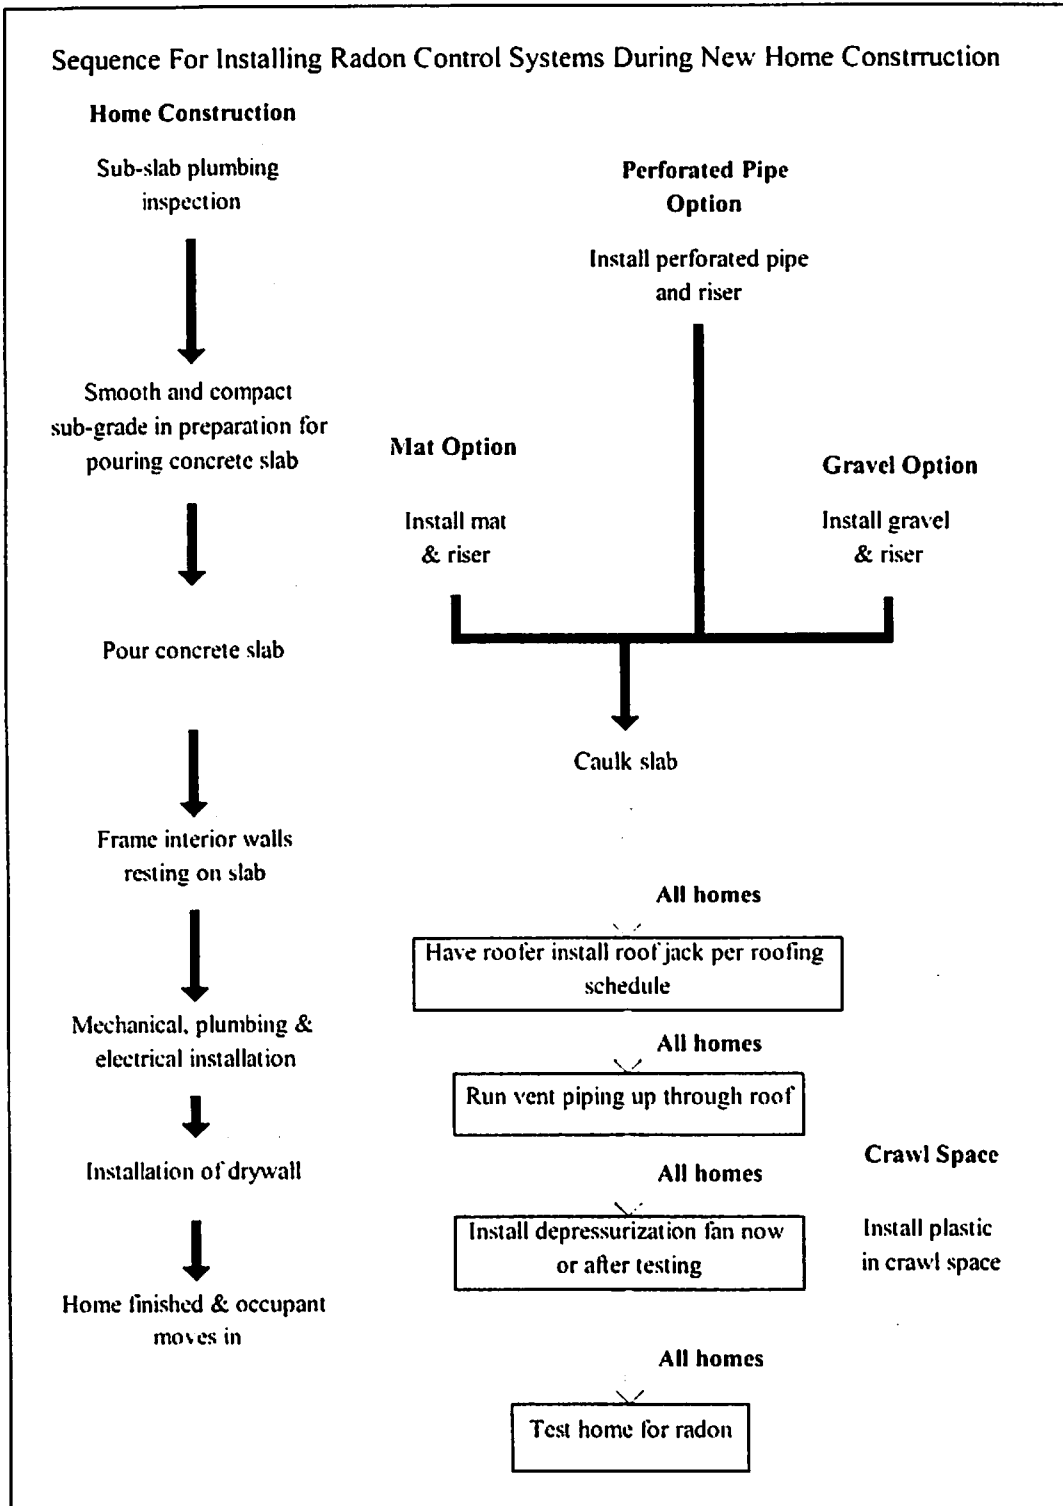 Sequence For Installing Radon Control Systems During New Home Constrruction
Home Construction
Sub-slab plumbing
inspection
Smooth and compact
sub-grade in preparation for
pouring concrete slab
Pour concrete slab
Frame interior walls
resting on slab
Mechanical, plumbing &
electrical installation
Installation of drywall
Home finished & occupant
moves in
Perforated Pipe
Option
Install perforated pipe
and riser
Mat Option
Install mat
& riser
Gravel Option
Install gravel
& riser
Caulk slab
All homes
Have roofer install roof jack per roofing
schedule
All homes
Run vent piping up through roof
All homes
Install depressurization fan now
or after testing
Crawl Space
Install plastic
in crawl space
All homes
Test home for radon